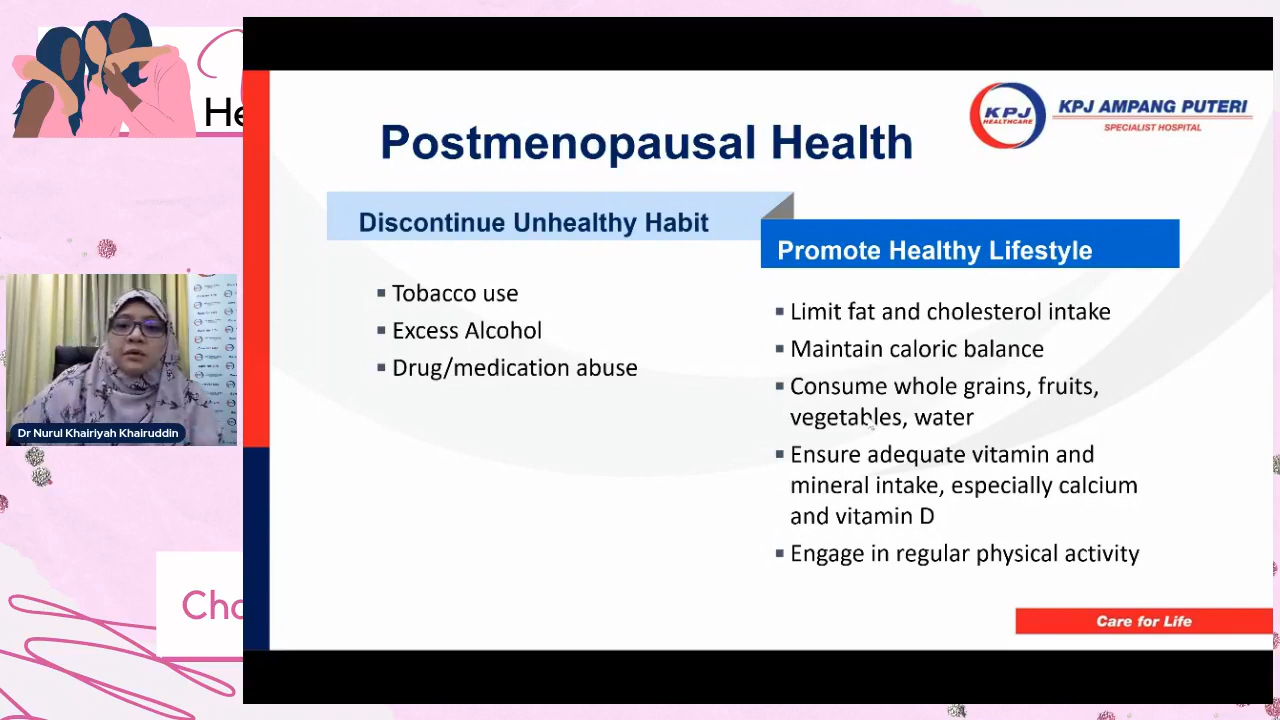 He
KPJ
HEALTHCARE
KPJ AMPANG PUTERI
SPECIALIST HOSPITAL
Postmenopausal Health
Discontinue Unhealthy Habit
Tobacco use
Excess Alcohol
Drug/medication abuse
Promote Healthy Lifestyle
Limit fat and cholesterol intake
Maintain caloric balance
Consume whole grains, fruits,
vegetables, water
Ensure adequate vitamin and
mineral intake, especially calcium
and vitamin D
Engage in regular physical activity
Dr Nurul Khairiyah Khairuddin
Care for Life